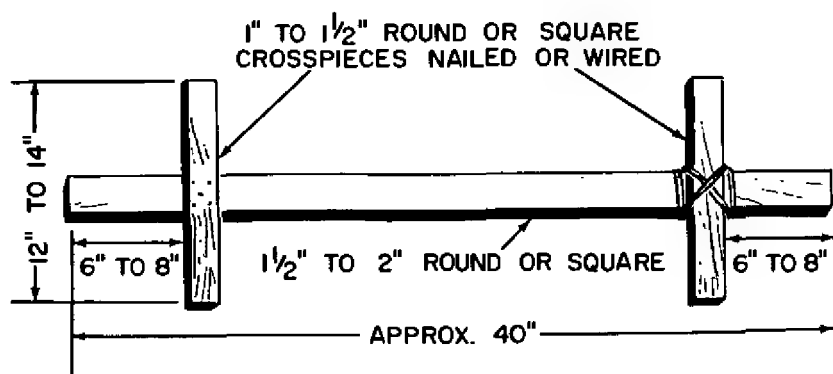 1" TO 1½" ROUND OR SQUARE
CROSSPIECES NAILED OR WIRED
12" TO 14"
6" TO 8"
1½" TO 2" ROUND OR SQUARE
6" TO 8"
APPROX. 40"